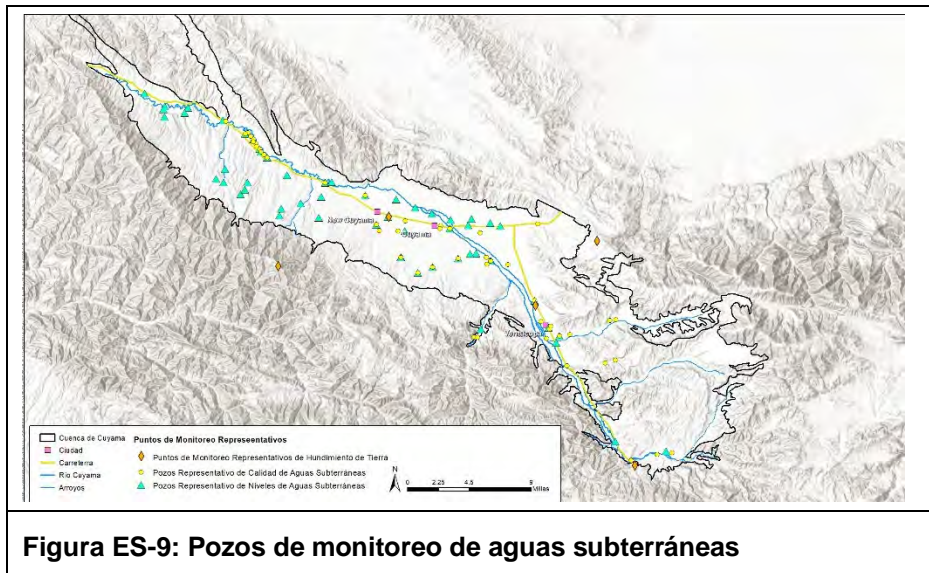 New Cuyama
Cuyama
Cuenca de Cuyama
Ciudad
Carreterra
Río Cuyama
Arroyos
Puntos de Monitoreo Representativos
Puntos de Monitoreo Representativos de Hundimiento de Tierra
Pozos Representativo de Calidad de Aguas Subterráneas
Pozos Representativo de Niveles de Aguas Subterráneas
N
0 2.25 4.5 9
Millas
Figura ES-9: Pozos de monitoreo de aguas subterráneas